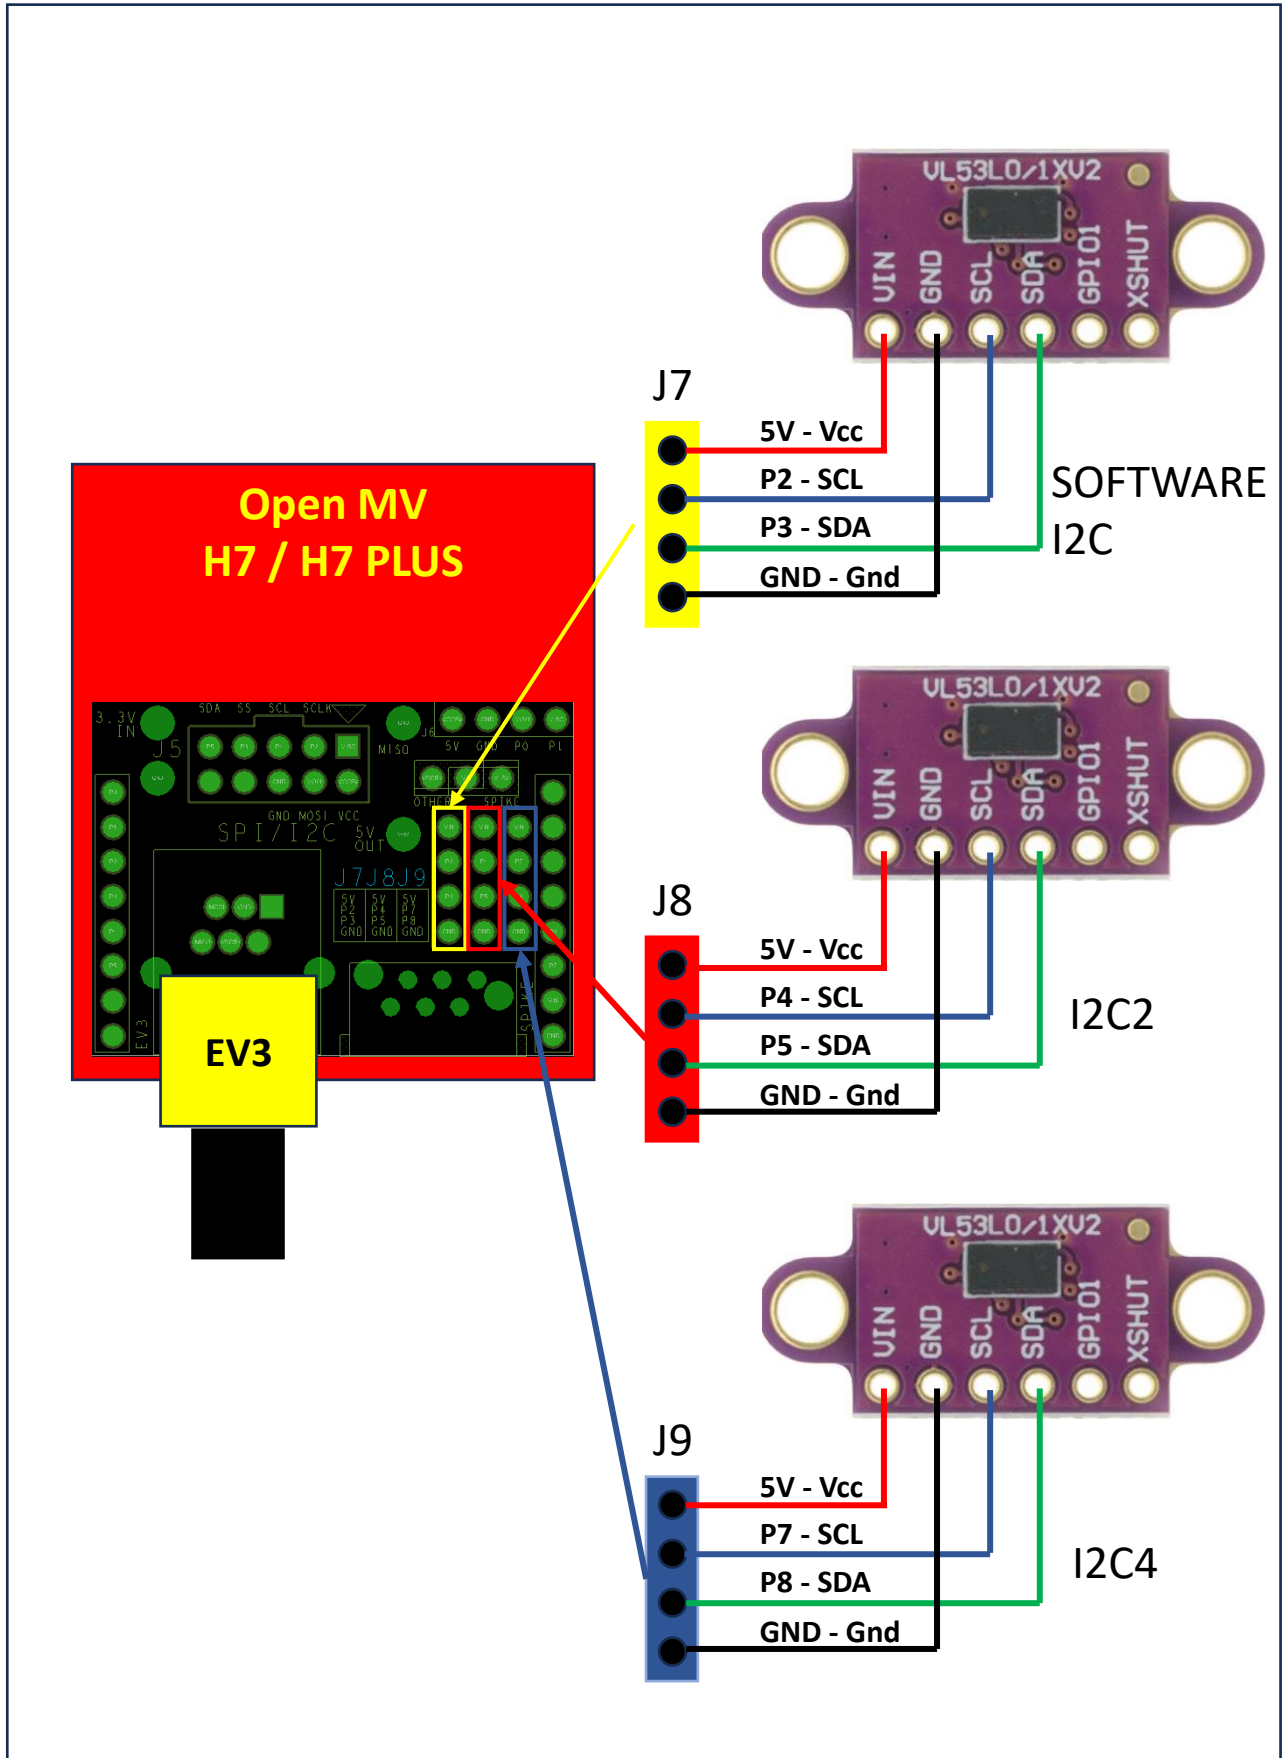 VL53L0/1XV2
VIN
GND
SCL
SDA
GPIO1
XSHUT
J7
5V - Vcc
P2 - SCL
P3 - SDA
GND - Gnd
SOFTWARE
I2C
Open MV
H7 / H7 PLUS
3.3V
IN
SDA SS SCL SCLK
J5
MISO
J6
5V GND P0 P1
OTHER SPIKE
GND MOSI VCC
SPI/I2C
5V
OUT
J7 J8 J9
5V 5V 5V
P2 P4 P7
P3 P5 P8
GND GND GND
EV3
SPIKE
EV3
VL53L0/1XV2
VIN
GND
SCL
SDA
GPIO1
XSHUT
J8
5V - Vcc
P4 - SCL
P5 - SDA
GND - Gnd
I2C2
VL53L0/1XV2
VIN
GND
SCL
SDA
GPIO1
XSHUT
J9
5V - Vcc
P7 - SCL
P8 - SDA
GND - Gnd
I2C4